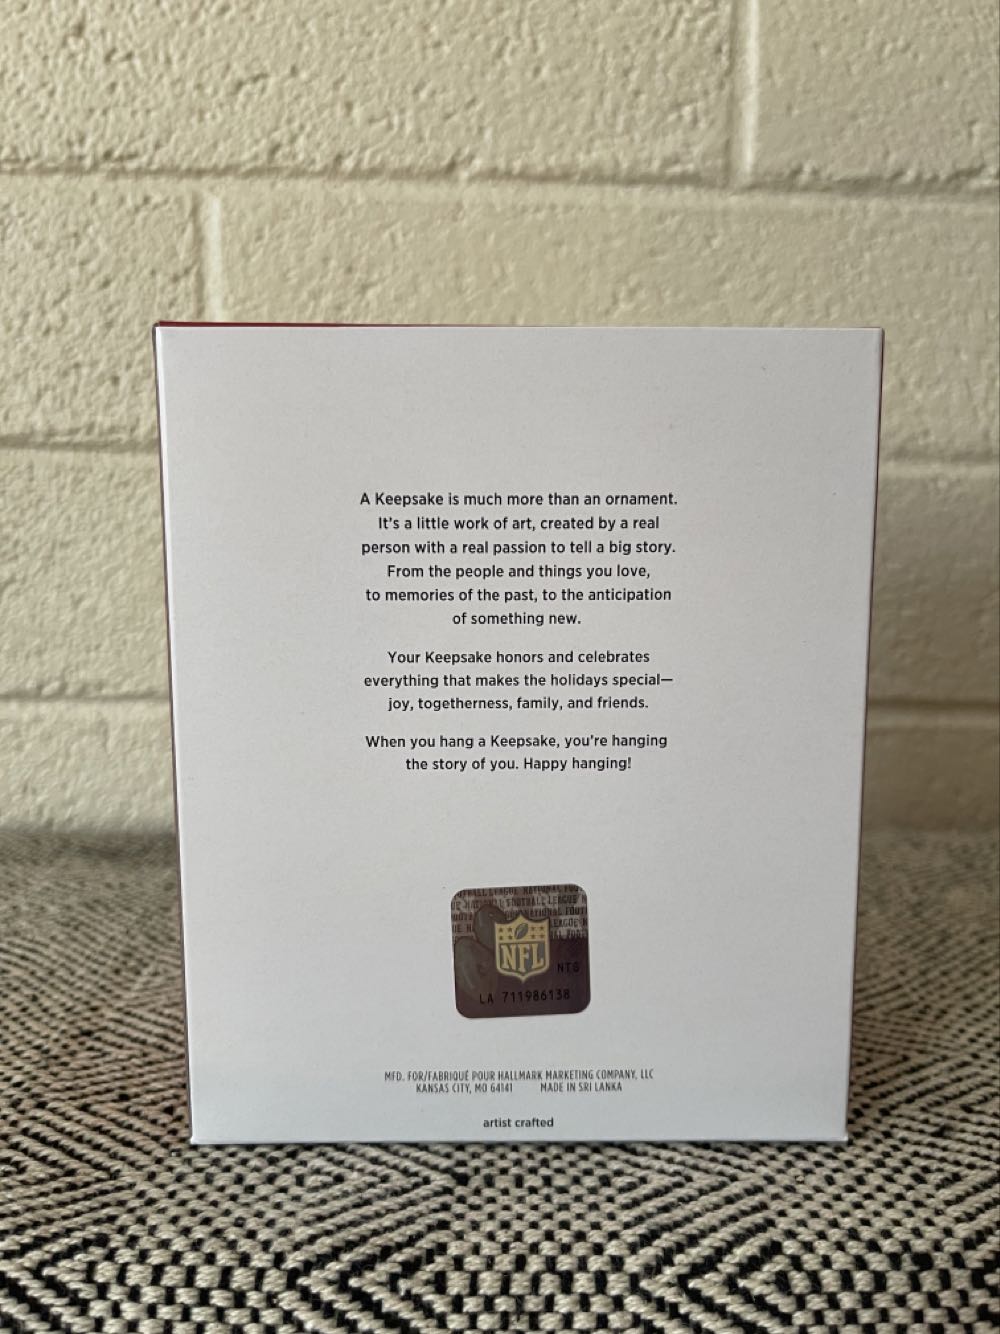 A Keepsake is much more than an ornament.
It's a little work of art, created by a real
person with a real passion to tell a big story.
From the people and things you love,
to memories of the past, to the anticipation
of something new.
Your Keepsake honors and celebrates
everything that makes the holidays special—
joy, togetherness, family, and friends.
When you hang a Keepsake, you're hanging
the story of you. Happy hanging!
NFL
LA 711986138
MFD. FOR/FABRIQUÉ POUR HALLMARK MARKETING COMPANY, LLC
KANSAS CITY, MO 64141 MADE IN SRI LANKA
artist crafted